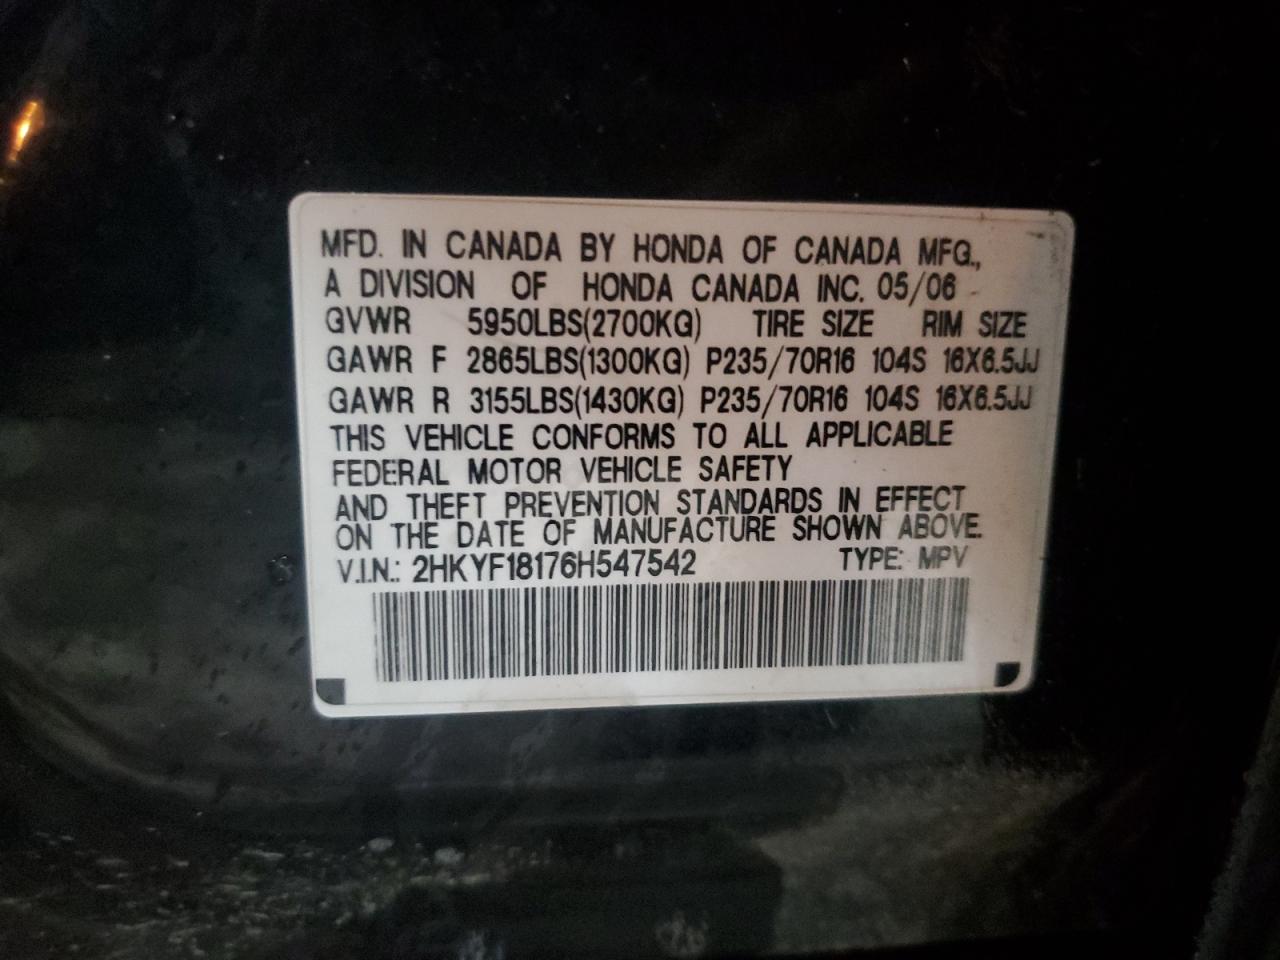 MFD. IN CANADA BY HONDA OF CANADA MFG.,
A DIVISION OF HONDA CANADA INC. 05/06
GVWR 5950LBS(2700KG) TIRE SIZE RIM SIZE
GAWR F 2865LBS(1300KG) P235/70R16 104S 16X6.5JJ
GAWR R 3155LBS(1430KG) P235/70R16 104S 16X6.5JJ
THIS VEHICLE CONFORMS TO ALL APPLICABLE
FEDERAL MOTOR VEHICLE SAFETY
AND THEFT PREVENTION STANDARDS IN EFFECT
ON THE DATE OF MANUFACTURE SHOWN ABOVE.
V.I.N.: 2HKYF18176H547542 TYPE: MPV